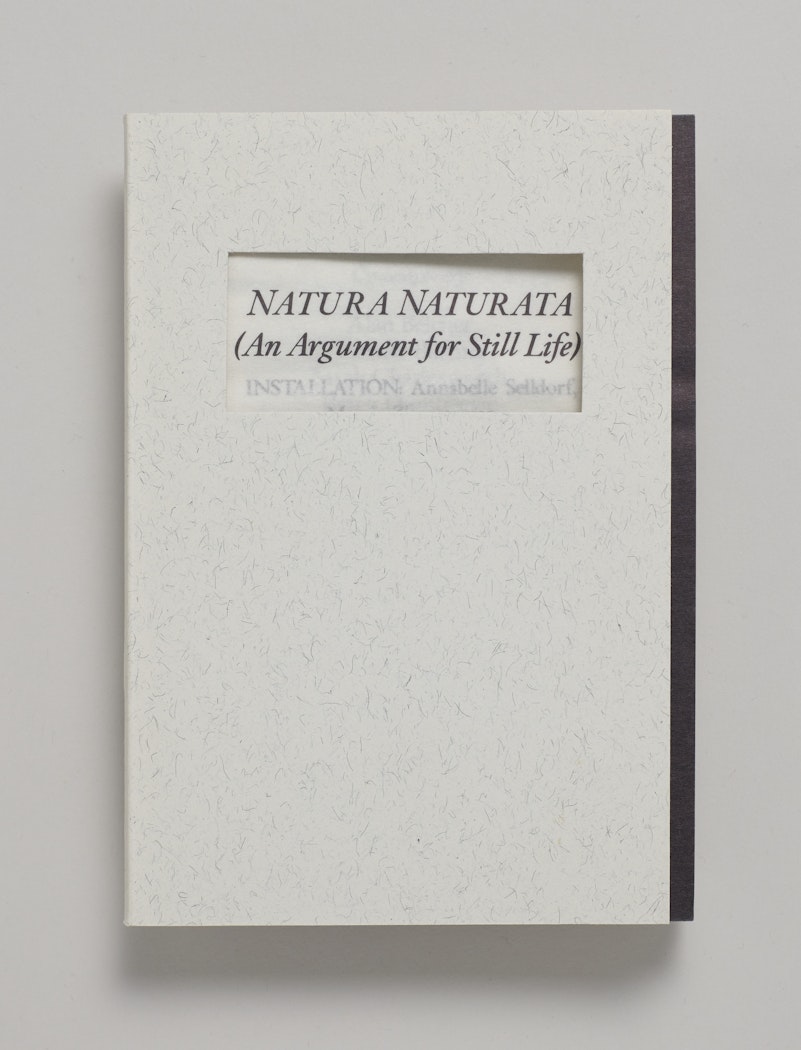 NATURA NATURATA
(An Argument for Still Life)
INSTALLATION: Annabelle Selldorf,